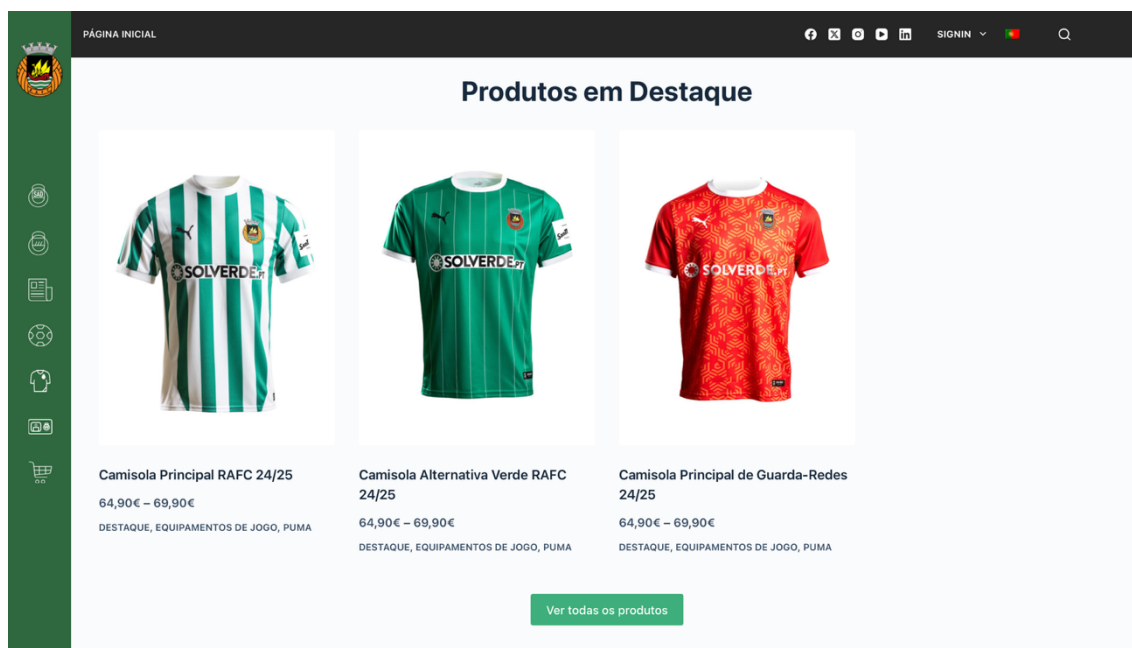 PÁGINA INICIAL
SIGNIN
Produtos em Destaque
SOLVERDE.PT
SOLVERDE.PT
SOLVERDE.PT
Camisola Principal RAFC 24/25
64,90€ – 69,90€
DESTAQUE, EQUIPAMENTOS DE JOGO, PUMA
Camisola Alternativa Verde RAFC
24/25
64,90€ – 69,90€
DESTAQUE, EQUIPAMENTOS DE JOGO, PUMA
Camisola Principal de Guarda-Redes
24/25
64,90€ – 69,90€
DESTAQUE, EQUIPAMENTOS DE JOGO, PUMA
Ver todas os produtos